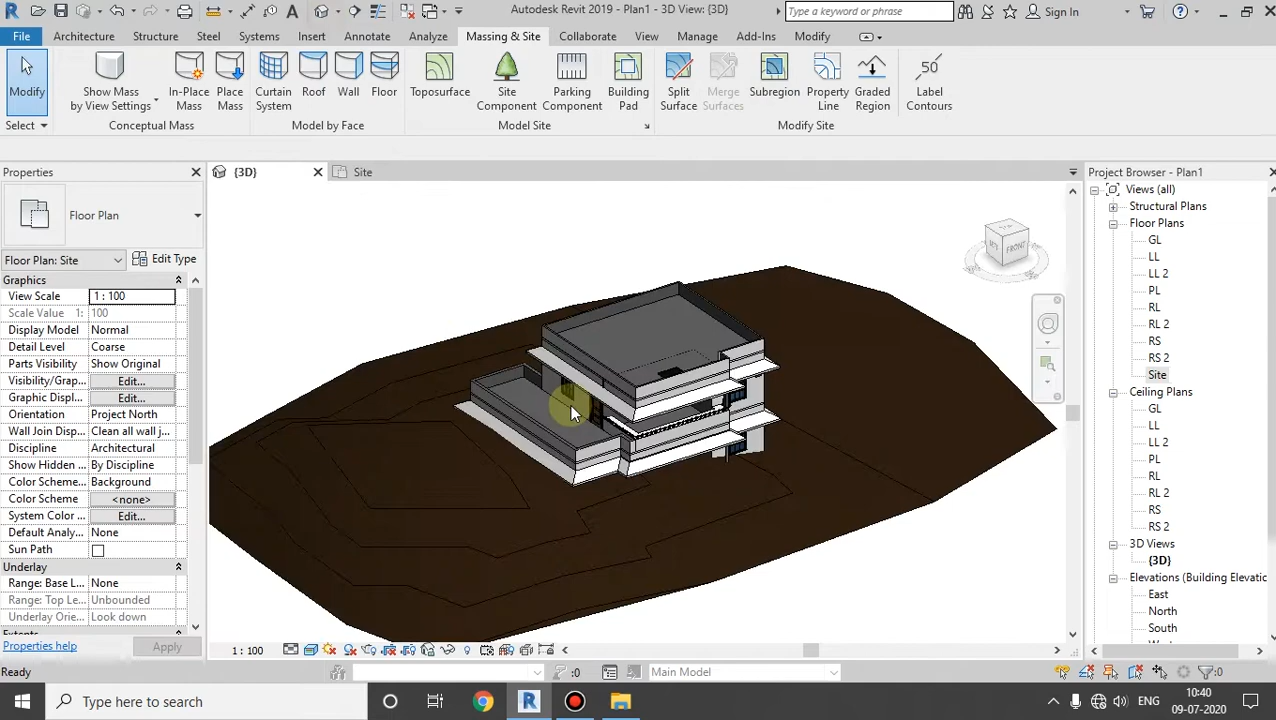 Autodesk Revit 2019 - Plan1 - 3D View: {3D}
Type a keyword or phrase
Sign In
File
Architecture
Structure
Steel
Systems
Insert
Annotate
Analyze
Massing & Site
Collaborate
View
Manage
Add-Ins
Modify
Modify
Show Mass
by View Settings
In-Place
Mass
Place
Mass
Curtain
System
Roof
Wall
Floor
Toposurface
Site
Component
Parking
Component
Building
Pad
Split
Surface
Merge
Surfaces
Subregion
Property
Line
Graded
Region
50
Label
Contours
Select
Conceptual Mass
Model by Face
Model Site
Modify Site
Properties
Floor Plan
Floor Plan: Site
Edit Type
Graphics
View Scale 1 : 100
Scale Value 1: 100
Display Model Normal
Detail Level Coarse
Parts Visibility Show Original
Visibility/Grap... Edit...
Graphic Displ... Edit...
Orientation Project North
Wall Join Disp... Clean all wall j...
Discipline Architectural
Show Hidden ... By Discipline
Color Scheme... Background
Color Scheme <none>
System Color ... Edit...
Default Analy... None
Sun Path
Underlay
Range: Base L... None
Range: Top Le... Unbounded
Underlay Orie... Look down
Extents
Properties help
Apply
{3D}
Site
FRONT
1 : 100
Project Browser - Plan1
Views (all)
Structural Plans
Floor Plans
GL
LL
LL 2
PL
RL
RL 2
RS
RS 2
Site
Ceiling Plans
GL
LL
LL 2
PL
RL
RL 2
RS
RS 2
3D Views
{3D}
Elevations (Building Elevatic
East
North
South
Ready
:0
Main Model
:0
Type here to search
ENG
10:40
09-07-2020